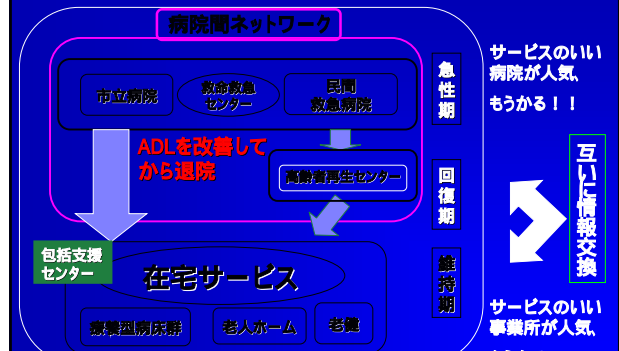 病院間ネットワーク
市立病院
救命救急
センター
民間
救急病院
急性期
サービスのいい
病院が人気、
もうかる！！
ADLを改善して
から退院
高齢者再生センター
回復期
互いに情報交換
包括支援
センター
在宅サービス
維持期
療養型病床群
老人ホーム
老健
サービスのいい
事業所が人気、